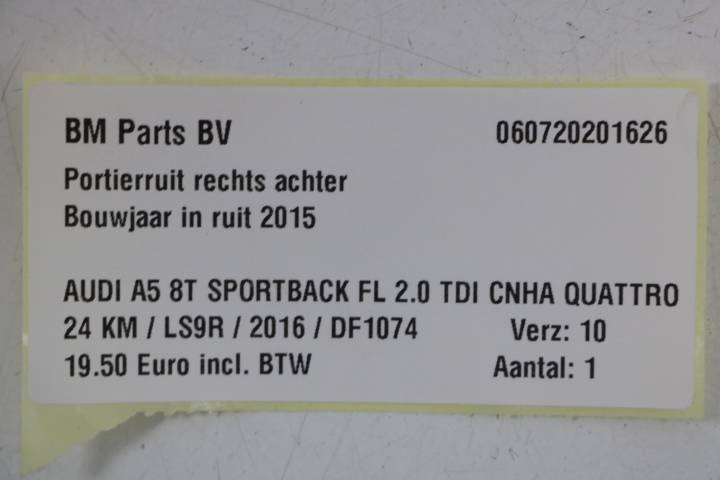 BM Parts BV 060720201626
Portierruit rechts achter
Bouwjaar in ruit 2015
AUDI A5 8T SPORTBACK FL 2.0 TDI CNHA QUATTRO
24 KM / LS9R / 2016 / DF1074 Verz: 10
19.50 Euro incl. BTW Aantal: 1